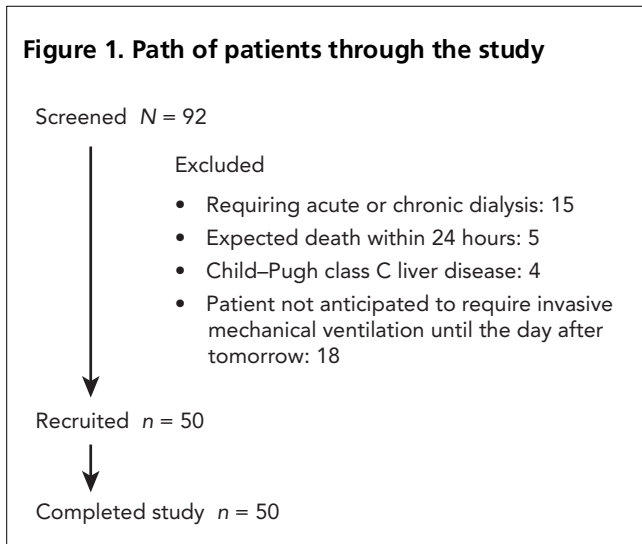 Figure 1. Path of patients through the study
Screened N = 92
Excluded
• Requiring acute or chronic dialysis: 15
• Expected death within 24 hours: 5
• Child–Pugh class C liver disease: 4
• Patient not anticipated to require invasive
mechanical ventilation until the day after
tomorrow: 18
Recruited n = 50
Completed study n = 50